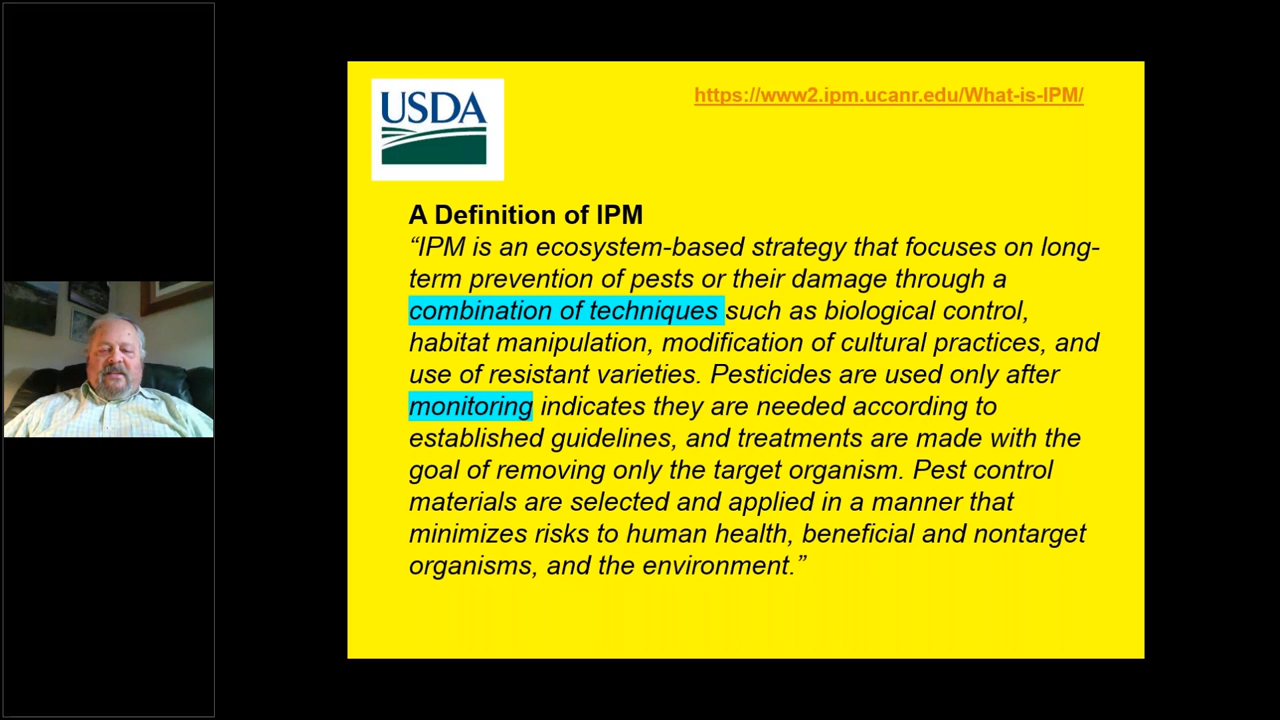 USDA
https://www2.ipm.ucanr.edu/What-is-IPM/
A Definition of IPM
“IPM is an ecosystem-based strategy that focuses on long-
term prevention of pests or their damage through a
combination of techniques such as biological control,
habitat manipulation, modification of cultural practices, and
use of resistant varieties. Pesticides are used only after
monitoring indicates they are needed according to
established guidelines, and treatments are made with the
goal of removing only the target organism. Pest control
materials are selected and applied in a manner that
minimizes risks to human health, beneficial and nontarget
organisms, and the environment.”